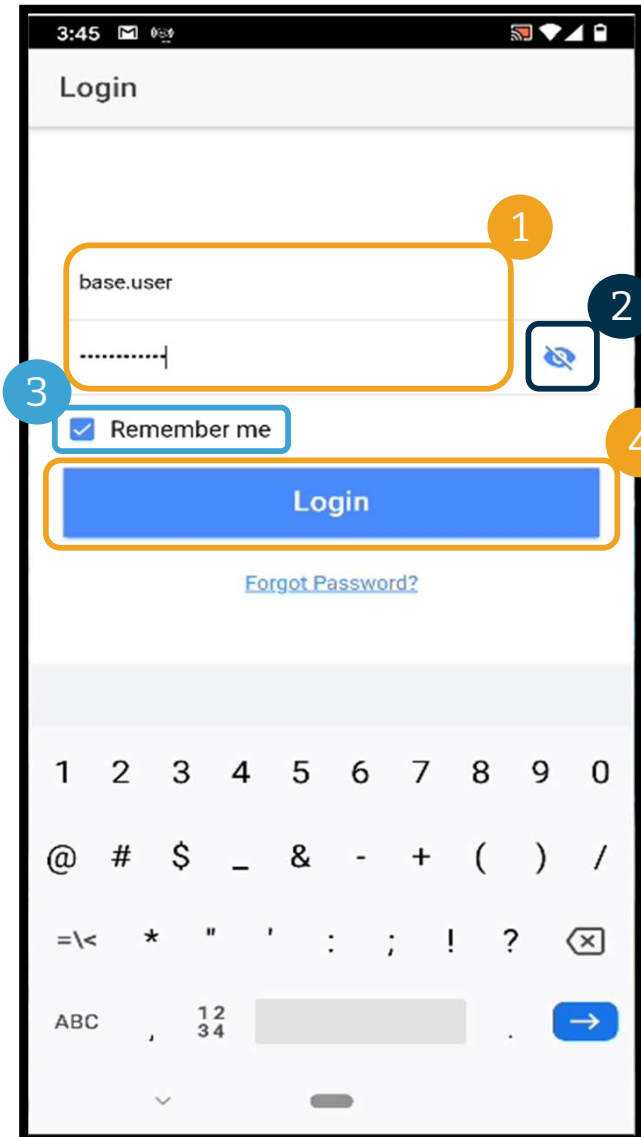 3:45
Login
1
base.user
2
············
3
Remember me
4
Login
Forgot Password?
1 2 3 4 5 6 7 8 9 0
@ # $ _ & - + ( ) /
=\< * " ' : ; ! ?
ABC , 12 34 .